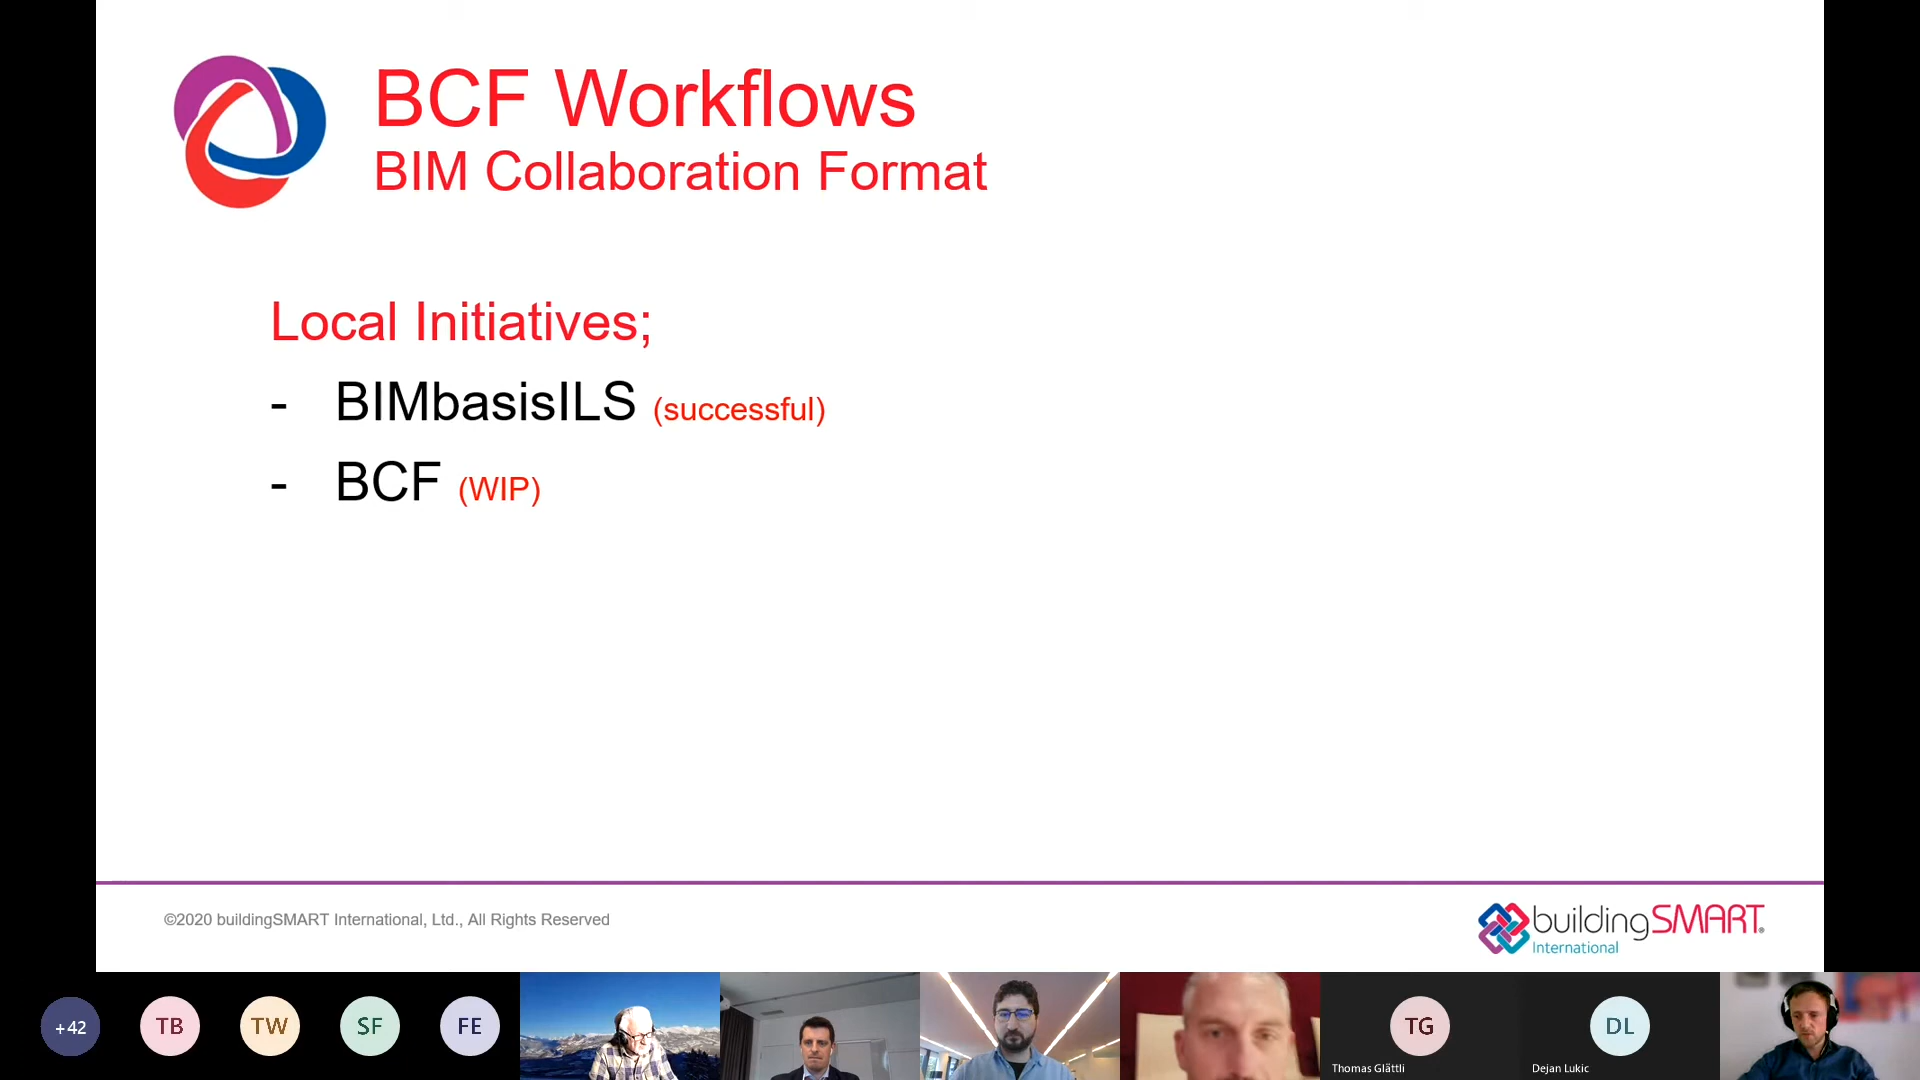 BCF Workflows
BIM Collaboration Format
Local Initiatives;
- BIMbasisILS (successful)
- BCF (WIP)
©2020 buildingSMART International, Ltd., All Rights Reserved
buildingSMART®
International
+42
TB
TW
SF
FE
TG
Thomas Glättli
DL
Dejan Lukic